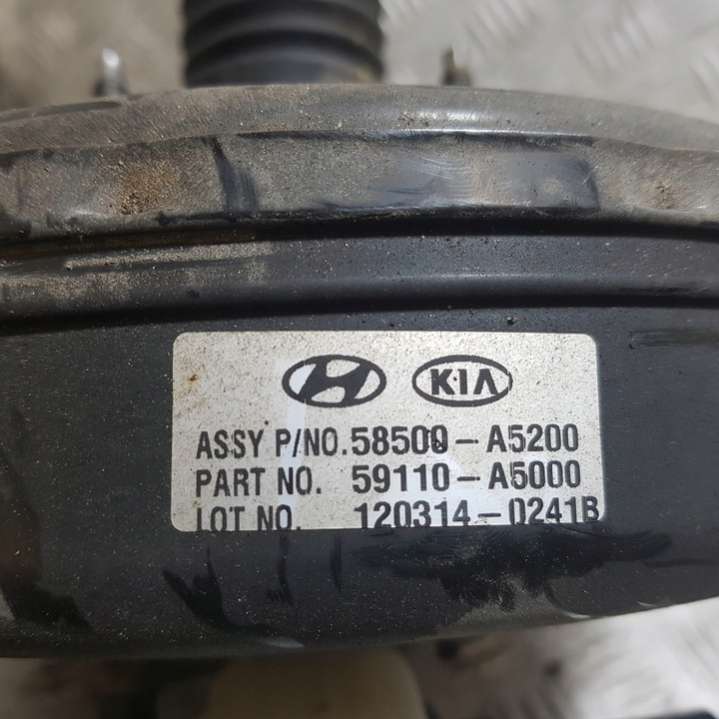 KIA
ASSY P/NO.58500-A5200
PART NO. 59110-A5000
LOT NO. 120314-0241B